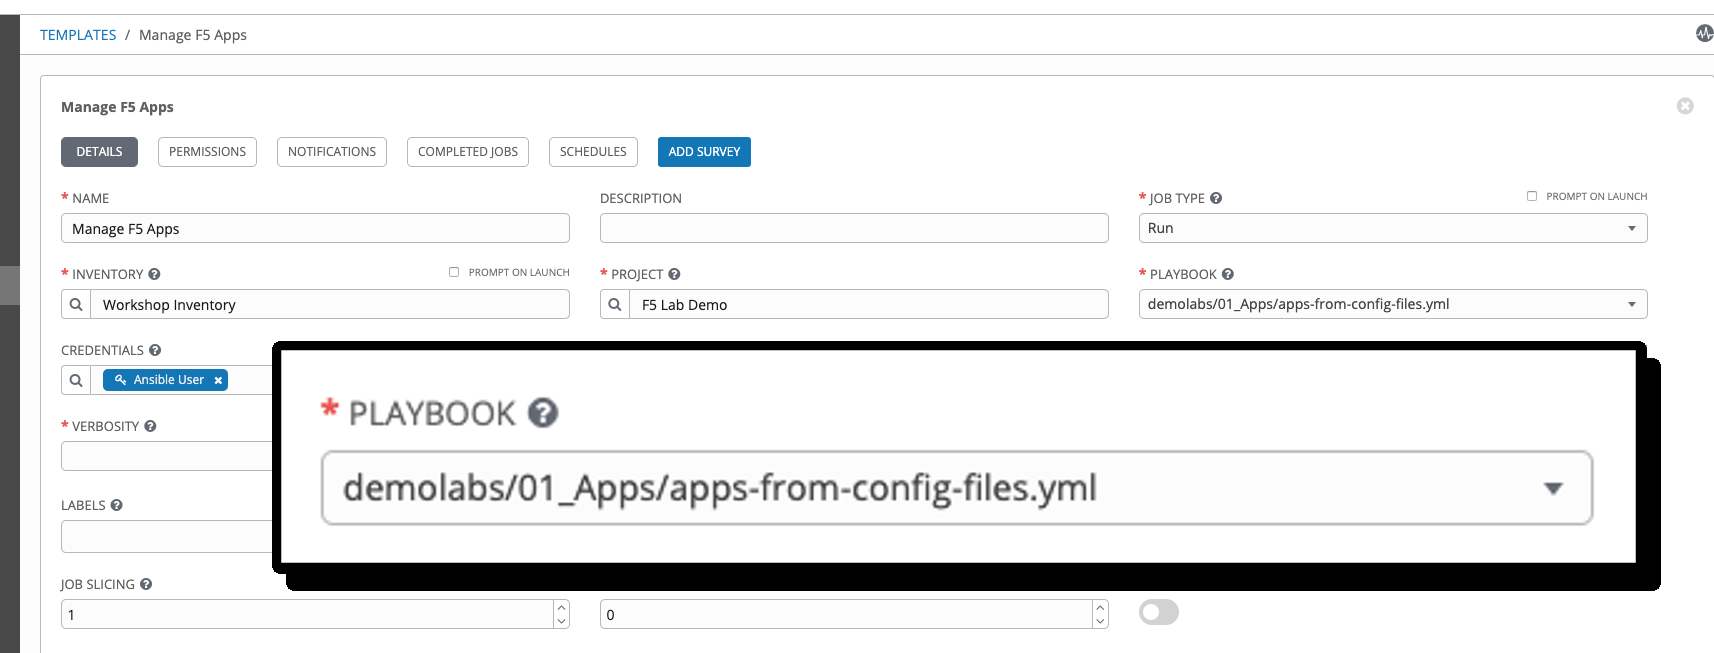 TEMPLATES / Manage F5 Apps
Manage F5 Apps
DETAILS PERMISSIONS NOTIFICATIONS COMPLETED JOBS SCHEDULES ADD SURVEY
* NAME DESCRIPTION * JOB TYPE ? PROMPT ON LAUNCH
Manage F5 Apps Run
* INVENTORY ? PROMPT ON LAUNCH * PROJECT ? * PLAYBOOK ?
Workshop Inventory F5 Lab Demo demolabs/01_Apps/apps-from-config-files.yml
CREDENTIALS ?
Ansible User
* VERBOSITY ?
* PLAYBOOK ?
demolabs/01_Apps/apps-from-config-files.yml
LABELS ?
JOB SLICING ?
1 0